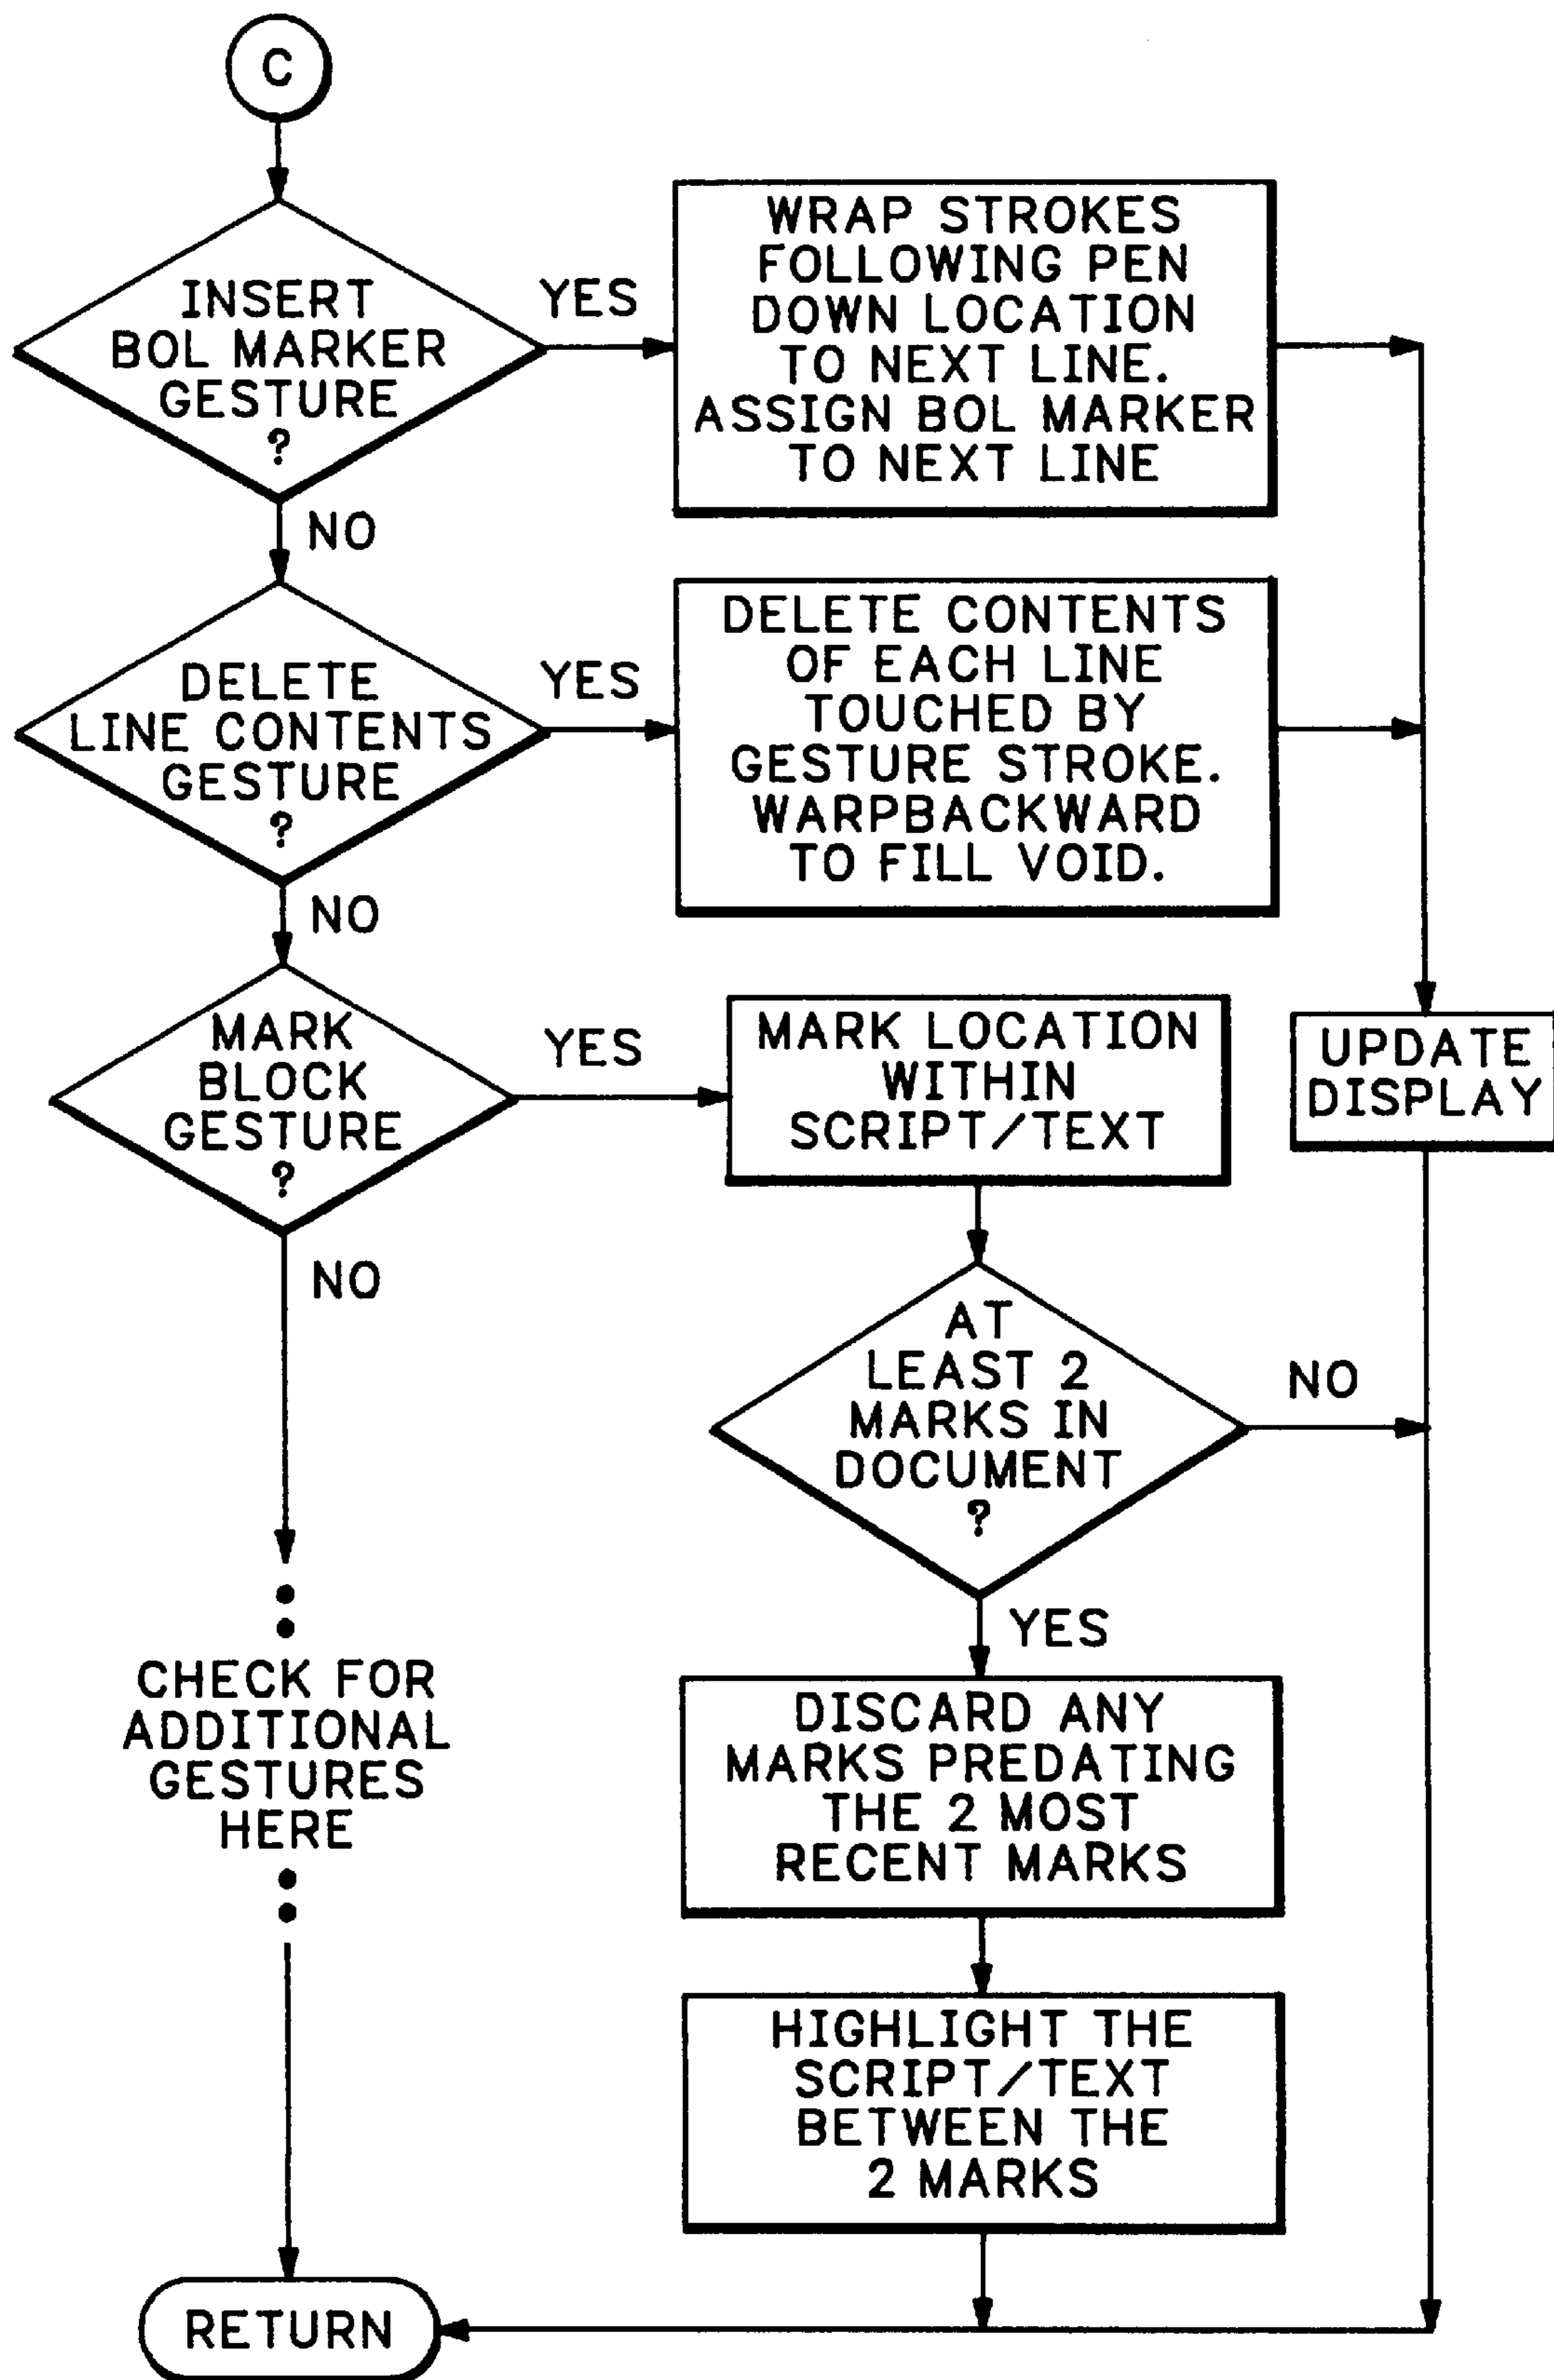 C
INSERT
BOL MARKER
GESTURE
?
YES
WRAP STROKES
FOLLOWING PEN
DOWN LOCATION
TO NEXT LINE.
ASSIGN BOL MARKER
TO NEXT LINE
NO
DELETE
LINE CONTENTS
GESTURE
?
YES
DELETE CONTENTS
OF EACH LINE
TOUCHED BY
GESTURE STROKE.
WARPBACKWARD
TO FILL VOID.
NO
MARK
BLOCK
GESTURE
?
YES
MARK LOCATION
WITHIN
SCRIPT/TEXT
UPDATE
DISPLAY
NO
AT
LEAST 2
MARKS IN
DOCUMENT
?
NO
YES
CHECK FOR
ADDITIONAL
GESTURES
HERE
DISCARD ANY
MARKS PREDATING
THE 2 MOST
RECENT MARKS
HIGHLIGHT THE
SCRIPT/TEXT
BETWEEN THE
2 MARKS
RETURN